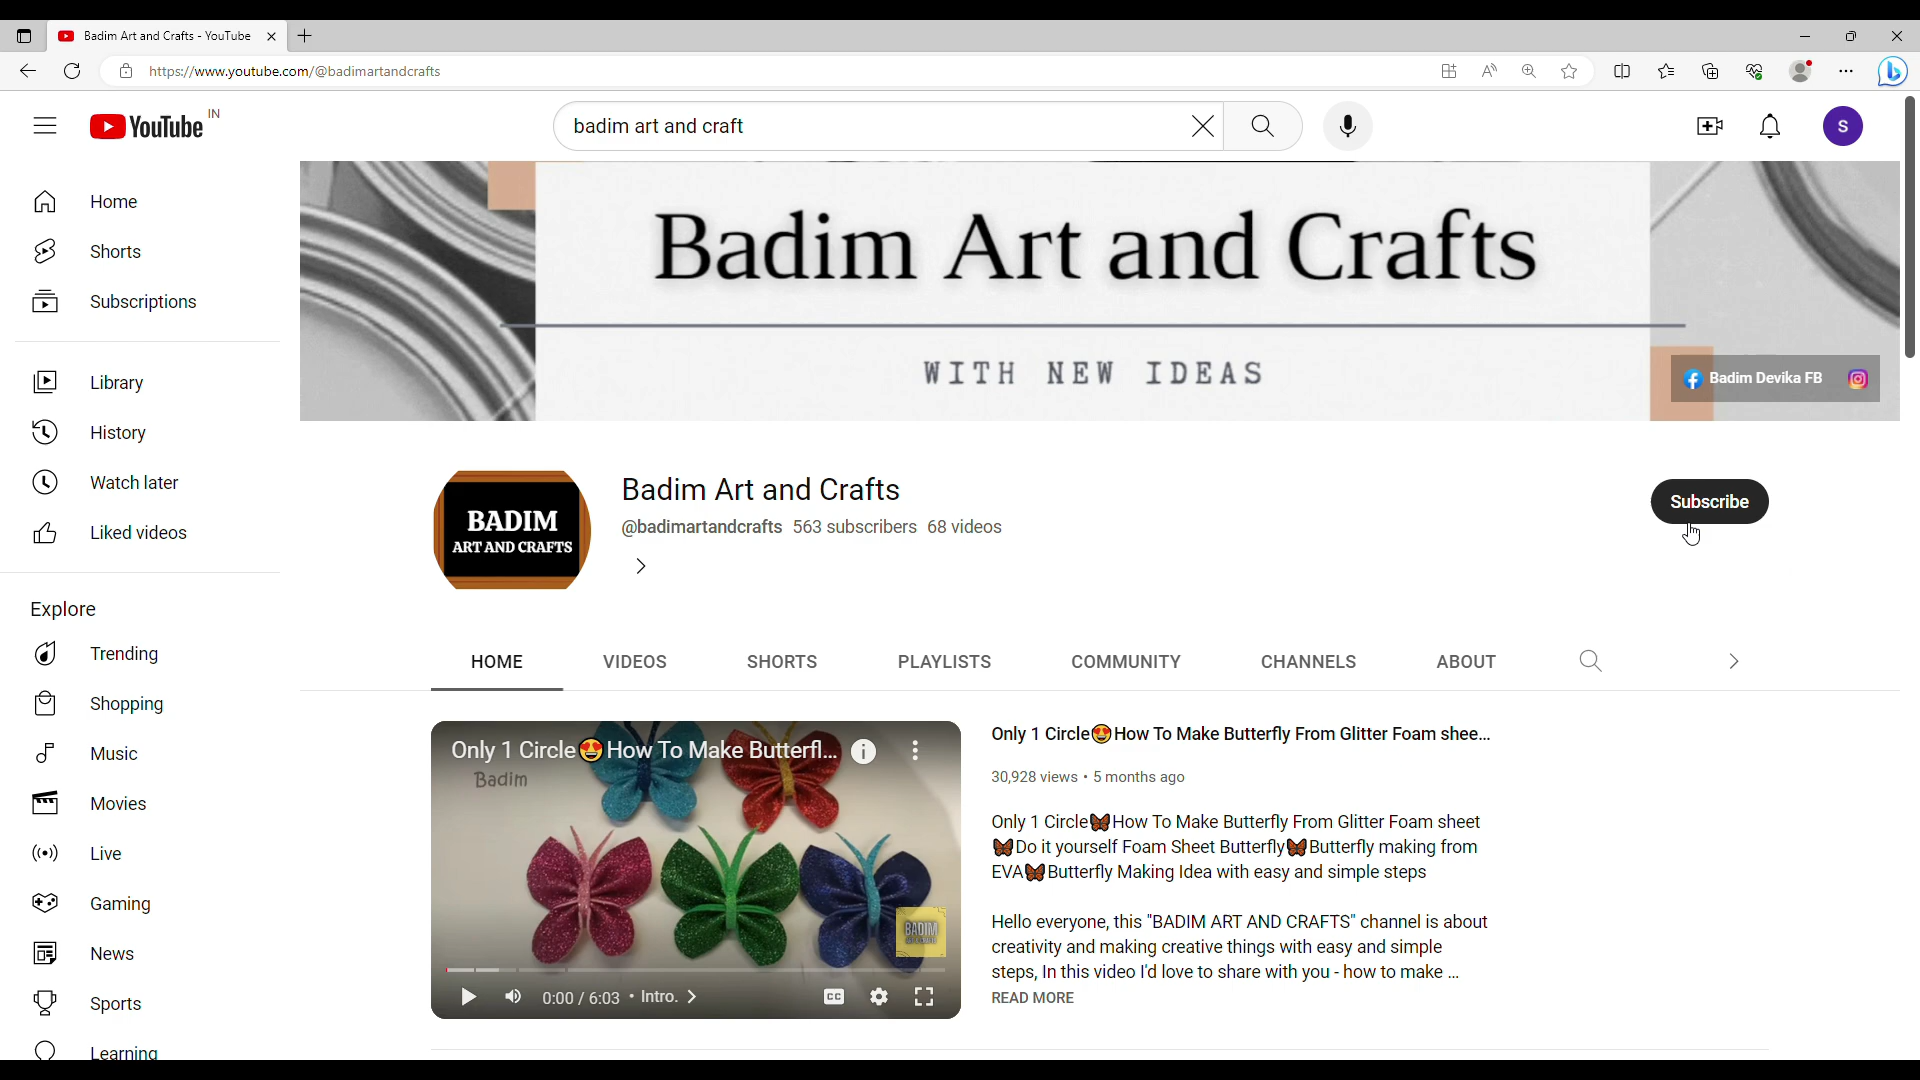 Badim Art and Crafts - YouTube
https://www.youtube.com/@badimartandcrafts
YouTube IN
badim art and craft
S
Home
Shorts
Subscriptions
Library
History
Watch later
Liked videos
Explore
Trending
Shopping
Music
Movies
Live
Gaming
News
Sports
Learning
Badim Art and Crafts
WITH NEW IDEAS
Badim Devika FB
BADIM
ART AND CRAFTS
Badim Art and Crafts
@badimartandcrafts 563 subscribers 68 videos
Subscribe
HOME VIDEOS SHORTS PLAYLISTS COMMUNITY CHANNELS ABOUT
Only 1 Circle😍How To Make Butterfl...
Badim
BADIM
ART & CRAFTS
0:00 / 6:03 • Intro.
CC
Only 1 Circle😍How To Make Butterfly From Glitter Foam shee...
30,928 views • 5 months ago
Only 1 Circle🦋How To Make Butterfly From Glitter Foam sheet
🦋Do it yourself Foam Sheet Butterfly🦋Butterfly making from
EVA🦋Butterfly Making Idea with easy and simple steps
Hello everyone, this "BADIM ART AND CRAFTS" channel is about
creativity and making creative things with easy and simple
steps, In this video I'd love to share with you - how to make ...
READ MORE